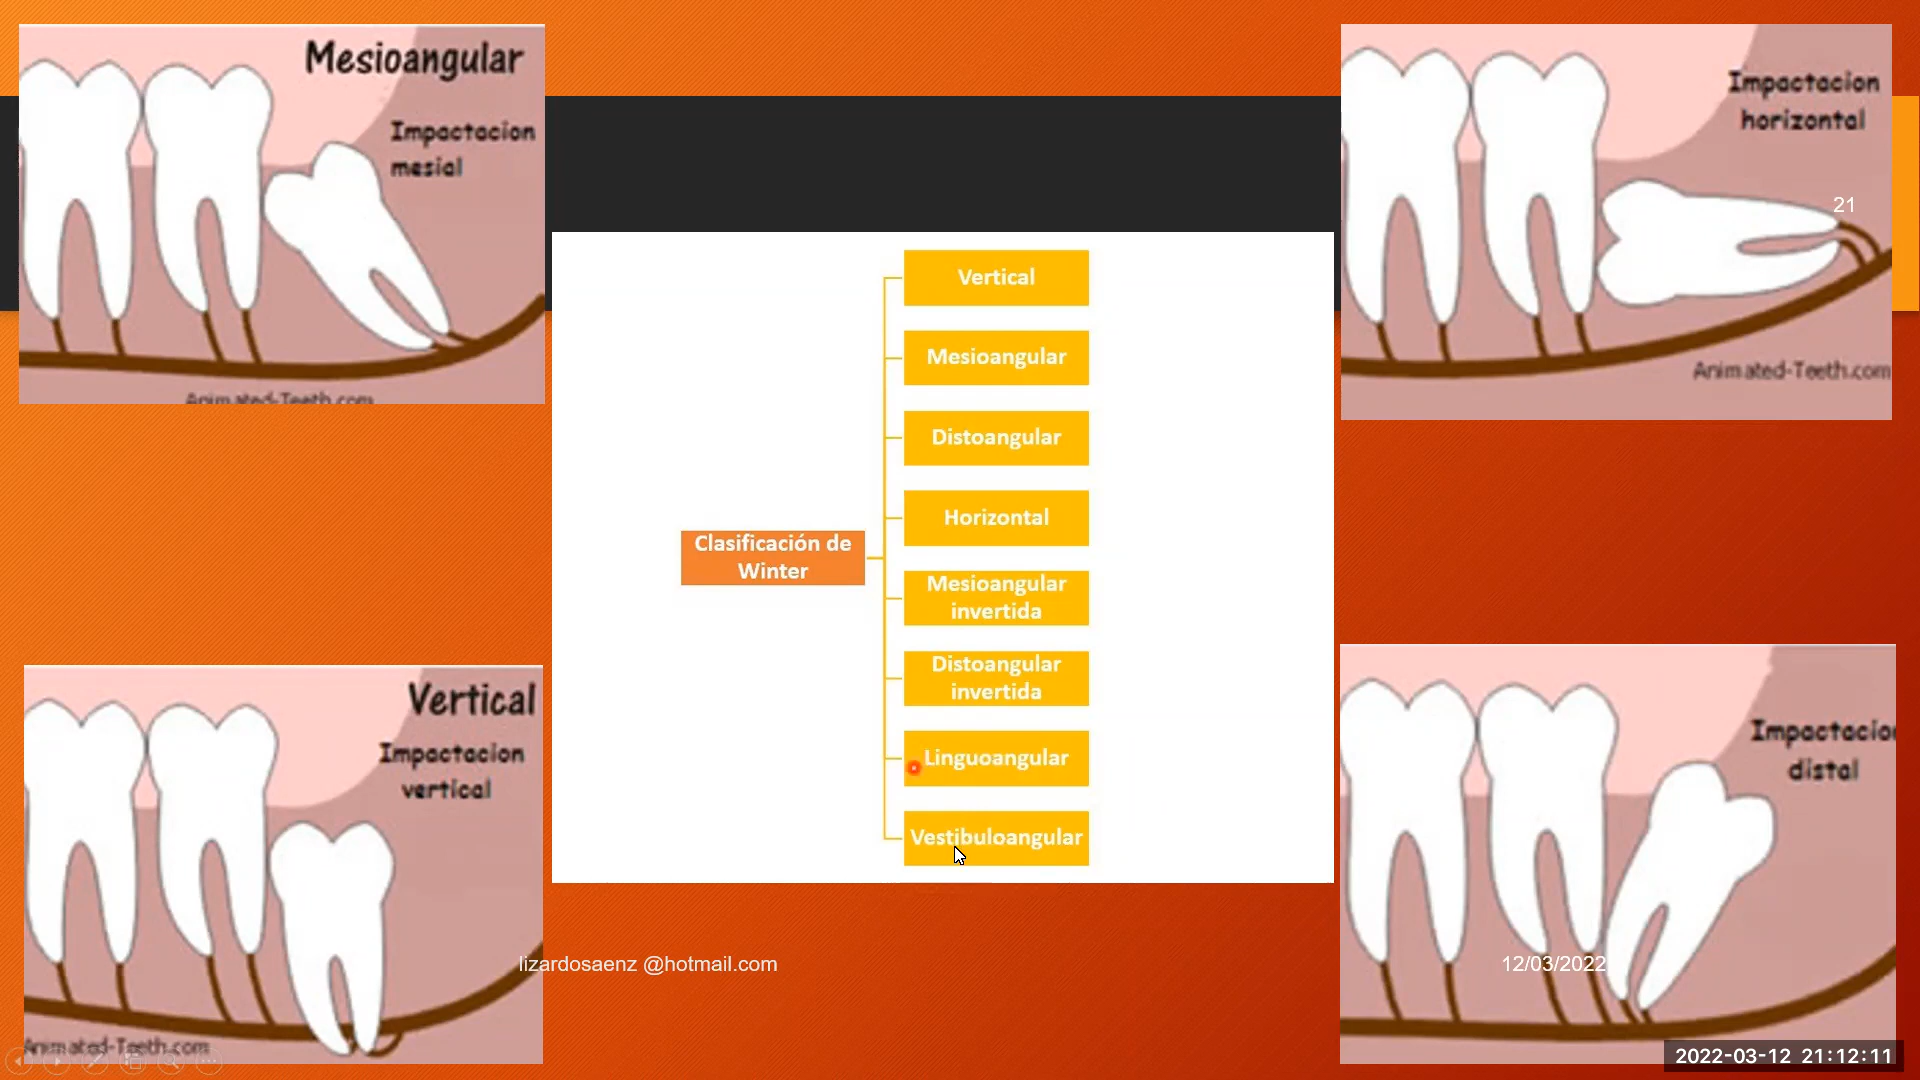 Mesioangular
Impactacion
mesial
Animated-Teeth.com
Impactacion
horizontal
21
Animated-Teeth.com
Vertical
Mesioangular
Distoangular
Horizontal
Clasificación de
Winter
Mesioangular
invertida
Distoangular
invertida
Linguoangular
Vestibuloangular
Vertical
Impactacion
vertical
Animated-Teeth.com
Impactacion
distal
lizardosaenz @hotmail.com
12/03/2022
2022-03-12 21:12:11